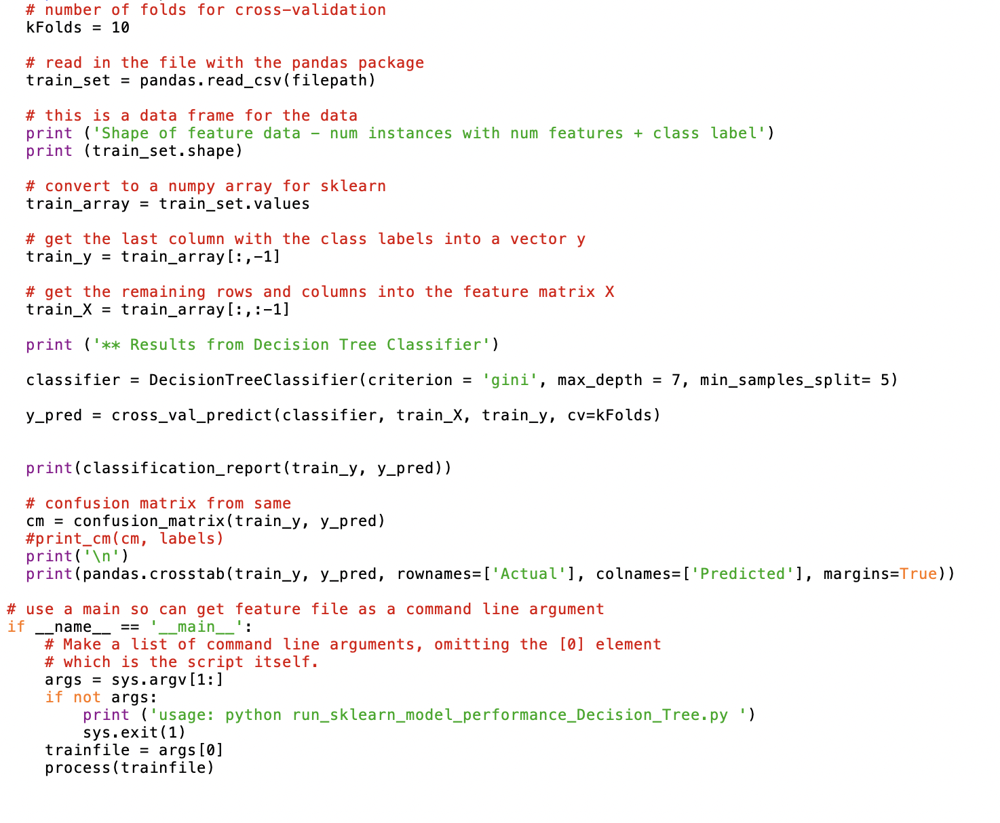 # number of folds for cross-validation
kFolds = 10
# read in the file with the pandas package
train_set = pandas.read_csv(filepath)
# this is a data frame for the data
print ('Shape of feature data - num instances with num features + class label')
print (train_set.shape)
# convert to a numpy array for sklearn
train_array = train_set.values
# get the last column with the class labels into a vector y
train_y = train_array[:,-1]
# get the remaining rows and columns into the feature matrix X
train_X = train_array[:,:-1]
print ('** Results from Decision Tree Classifier')
classifier = DecisionTreeClassifier(criterion = 'gini', max_depth = 7, min_samples_split= 5)
y_pred = cross_val_predict(classifier, train_X, train_y, cv=kFolds)
print(classification_report(train_y, y_pred))
# confusion matrix from same
cm = confusion_matrix(train_y, y_pred)
#print_cm(cm, labels)
print('\n')
print(pandas.crosstab(train_y, y_pred, rownames=['Actual'], colnames=['Predicted'], margins=True))
# use a main so can get feature file as a command line argument
if __name__ == '__main__':
    # Make a list of command line arguments, omitting the [0] element
    # which is the script itself.
    args = sys.argv[1:]
    if not args:
        print ('usage: python run_sklearn_model_performance_Decision_Tree.py ')
        sys.exit(1)
    trainfile = args[0]
    process(trainfile)